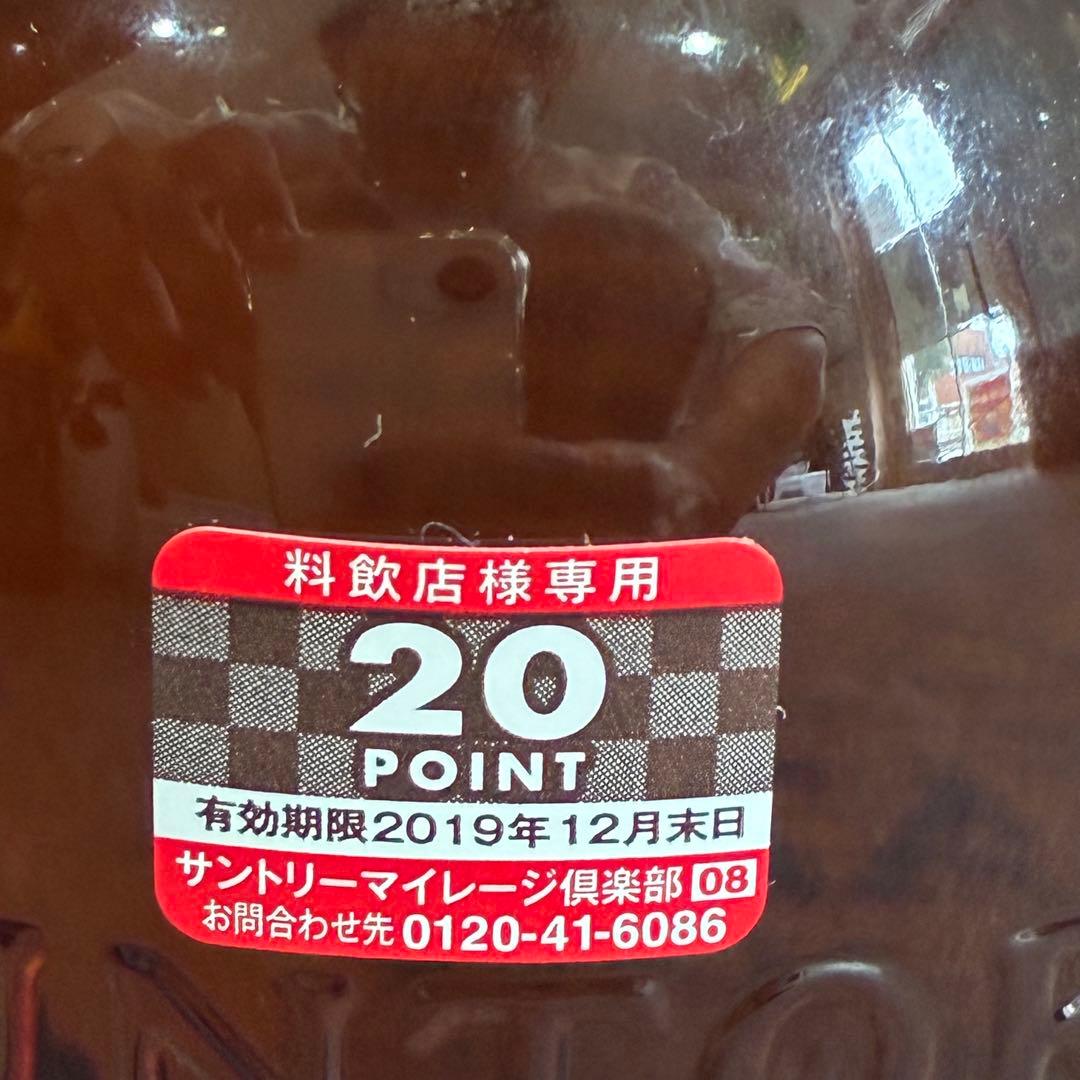 料飲店様専用
20
POINT
有効期限2019年12月末日
サントリーマイレージ倶楽部 08
お問合わせ先 0120-41-6086
NTO